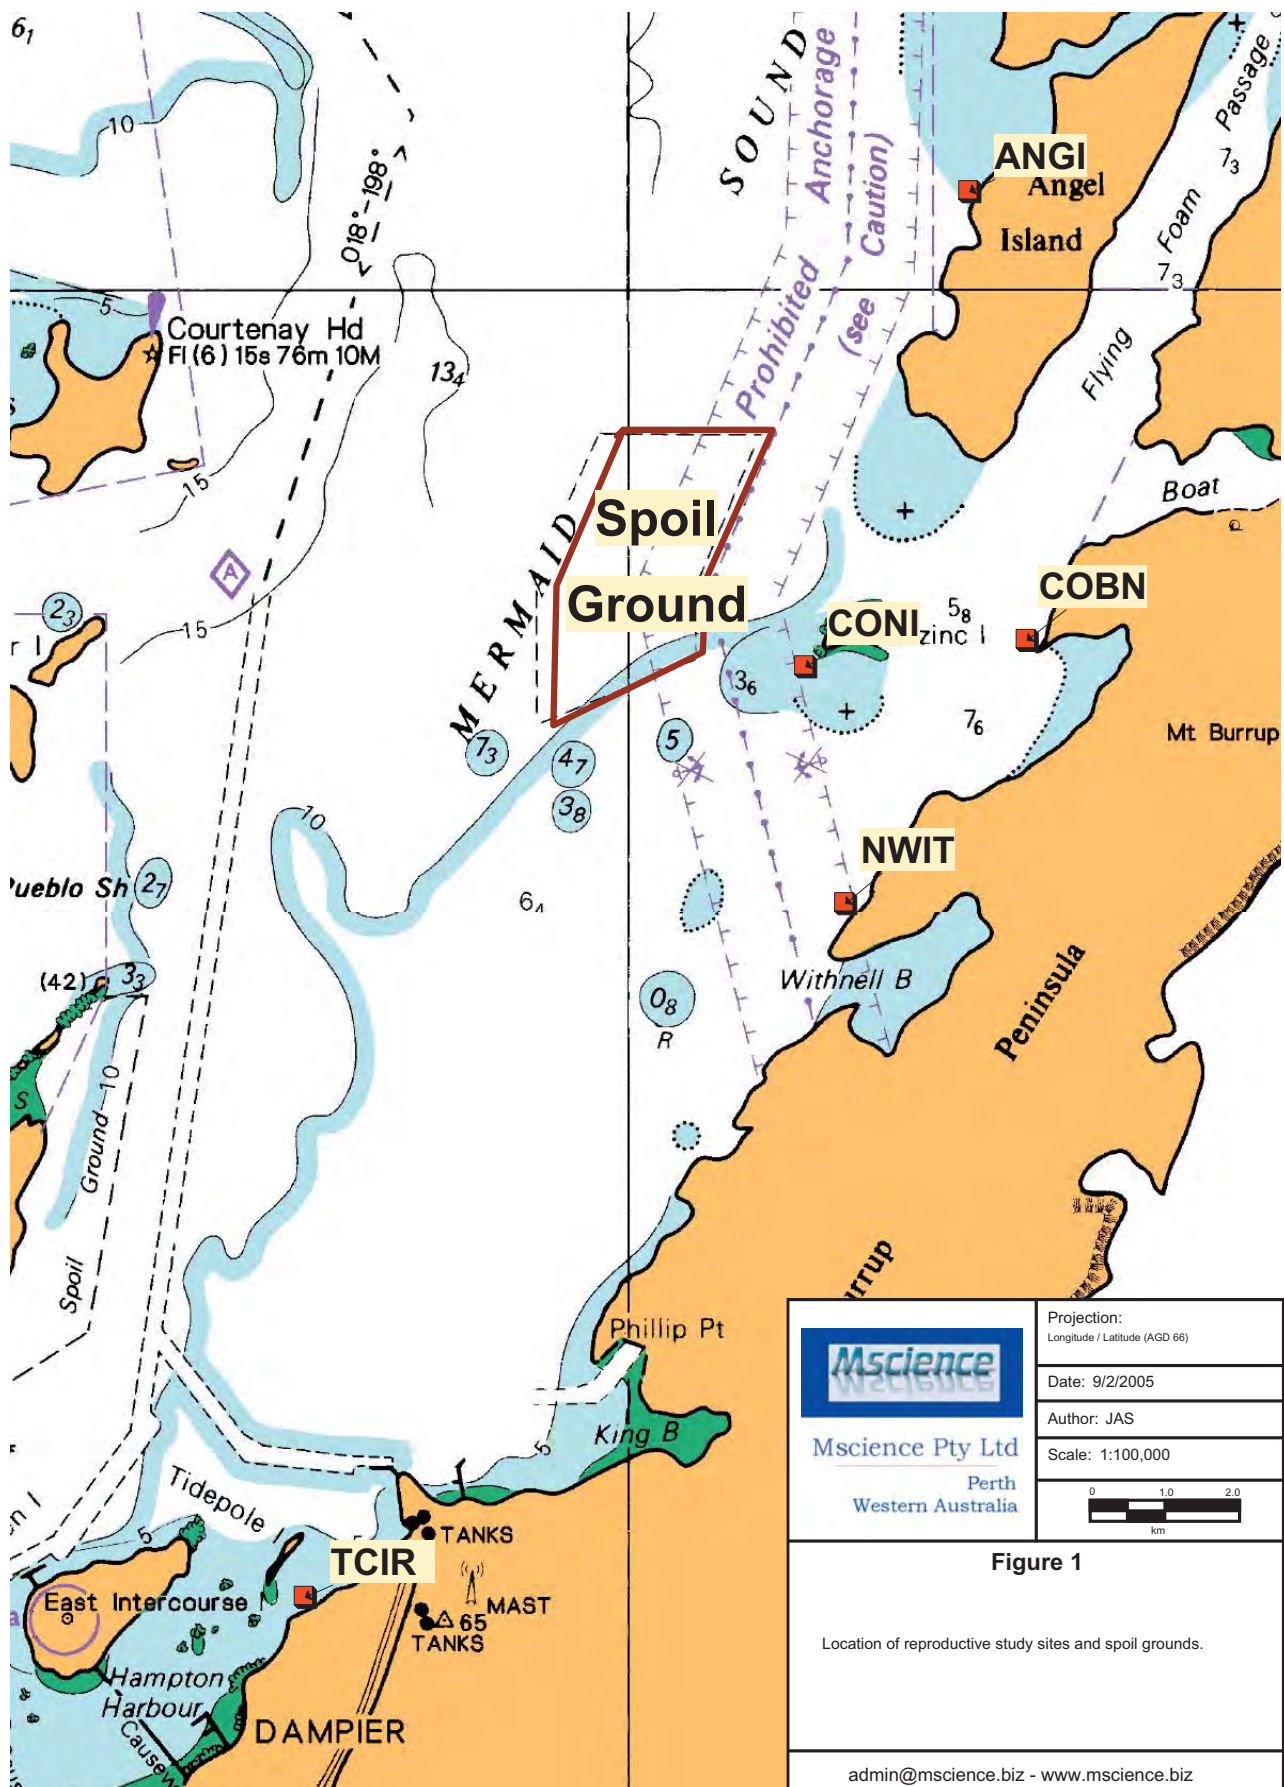 6₁
10
018°-198°
SOUND
Anchorage
Prohibited
(see
Caution)
Passage
Foam
Flying
7₃
7₃
ANGI
Angel
Island
5
Courtenay Hd
Fl (6) 15s 76m 10M
13₄
15
15
A
2₃
r I
MERMAID
Spoil
Ground
Boat
COBN
CONI
5₈
zinc I
3₆
7₆
Mt Burrup
7₃
4₇
3₈
5
10
NWIT
ueblo Sh
2₇
6₄
(42)
3₃
Withnell B
0₈
R
Peninsula
S
Ground
10
Spoil
rrup
Phillip Pt
King B
5
Tidepole I
n I
5
TANKS
TCIR
MAST
East Intercourse I
a
65
TANKS
Hampton
Harbour
Causew
DAMPIER
Mscience
Mscience Pty Ltd
Perth
Western Australia
Projection:
Longitude / Latitude (AGD 66)
Date: 9/2/2005
Author: JAS
Scale: 1:100,000
0 1.0 2.0
km
Figure 1
Location of reproductive study sites and spoil grounds.
admin@mscience.biz - www.mscience.biz